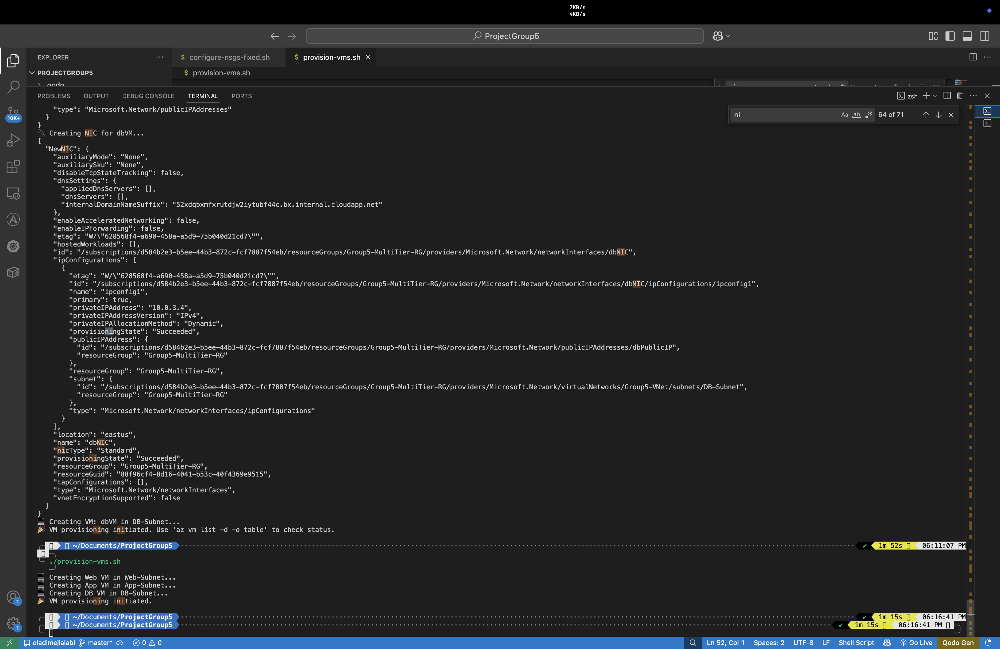 7KB/s
4KB/s
ProjectGroup5
EXPLORER
$ configure-nsgs-fixed.sh
$ provision-vms.sh
PROJECTGROUP5
$ provision-vms.sh
PROBLEMS OUTPUT DEBUG CONSOLE TERMINAL PORTS
zsh
ni
Aa ab 64 of 71
10K+
"type": "Microsoft.Network/publicIPAddresses"
}
}
Creating NIC for dbVM...
{
"NewNIC": {
"auxiliaryMode": "None",
"auxiliarySku": "None",
"disableTcpStateTracking": false,
"dnsSettings": {
"appliedDnsServers": [],
"dnsServers": [],
"internalDomainNameSuffix": "52xdqbxmfxrutdjw2iytubf44c.bx.internal.cloudapp.net"
},
"enableAcceleratedNetworking": false,
"enableIPForwarding": false,
"etag": "W/\"628568f4-a690-458a-a5d9-75b040d21cd7\"",
"hostedWorkloads": [],
"id": "/subscriptions/d584b2e3-b5ee-44b3-872c-fcf7887f54eb/resourceGroups/Group5-MultiTier-RG/providers/Microsoft.Network/networkInterfaces/dbNIC",
"ipConfigurations": [
{
"etag": "W/\"628568f4-a690-458a-a5d9-75b040d21cd7\"",
"id": "/subscriptions/d584b2e3-b5ee-44b3-872c-fcf7887f54eb/resourceGroups/Group5-MultiTier-RG/providers/Microsoft.Network/networkInterfaces/dbNIC/ipConfigurations/ipconfig1",
"name": "ipconfig1",
"primary": true,
"privateIPAddress": "10.0.3.4",
"privateIPAddressVersion": "IPv4",
"privateIPAllocationMethod": "Dynamic",
"provisioningState": "Succeeded",
"publicIPAddress": {
"id": "/subscriptions/d584b2e3-b5ee-44b3-872c-fcf7887f54eb/resourceGroups/Group5-MultiTier-RG/providers/Microsoft.Network/publicIPAddresses/dbPublicIP",
"resourceGroup": "Group5-MultiTier-RG"
},
"resourceGroup": "Group5-MultiTier-RG",
"subnet": {
"id": "/subscriptions/d584b2e3-b5ee-44b3-872c-fcf7887f54eb/resourceGroups/Group5-MultiTier-RG/providers/Microsoft.Network/virtualNetworks/Group5-VNet/subnets/DB-Subnet",
"resourceGroup": "Group5-MultiTier-RG"
},
"type": "Microsoft.Network/networkInterfaces/ipConfigurations"
}
],
"location": "eastus",
"name": "dbNIC",
"nicType": "Standard",
"provisioningState": "Succeeded",
"resourceGroup": "Group5-MultiTier-RG",
"resourceGuid": "88f96cf4-8d16-4041-b53c-40f4369e9515",
"tapConfigurations": [],
"type": "Microsoft.Network/networkInterfaces",
"vnetEncryptionSupported": false
}
}
Creating VM: dbVM in DB-Subnet...
VM provisioning initiated. Use 'az vm list -d -o table' to check status.
~/Documents/ProjectGroup5 ✔ 1m 52s 06:11:07 PM
./provision-vms.sh
Creating Web VM in Web-Subnet...
Creating App VM in App-Subnet...
Creating DB VM in DB-Subnet...
VM provisioning initiated.
~/Documents/ProjectGroup5 ✔ 1m 15s 06:16:41 PM
~/Documents/ProjectGroup5 ✔ 1m 15s 06:16:41 PM
1
1
oladimejialabi master* 0 0 Ln 52, Col 1 Spaces: 2 UTF-8 LF Shell Script Go Live Qodo Gen